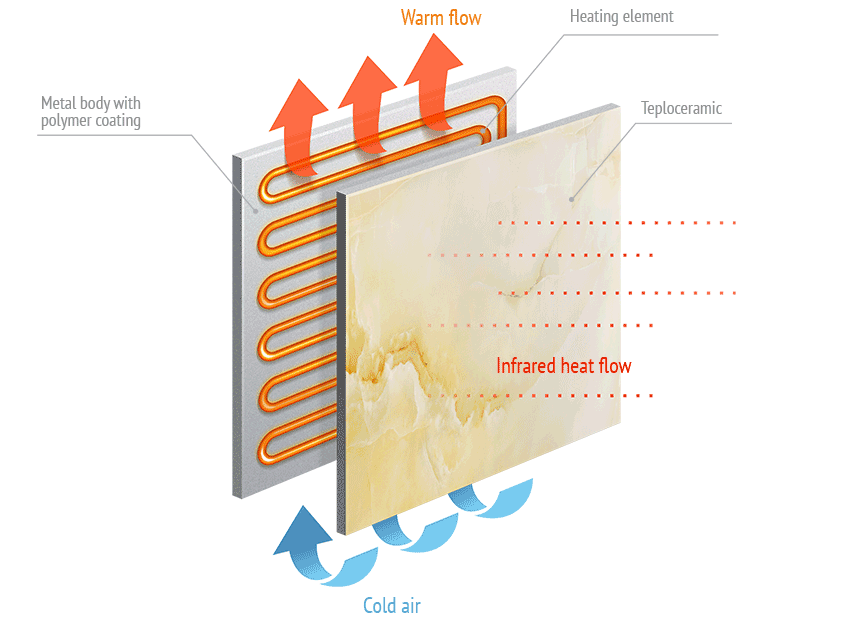 Warm flow
Heating element
Metal body with
polymer coating
Teploceramic
Infrared heat flow
Cold air